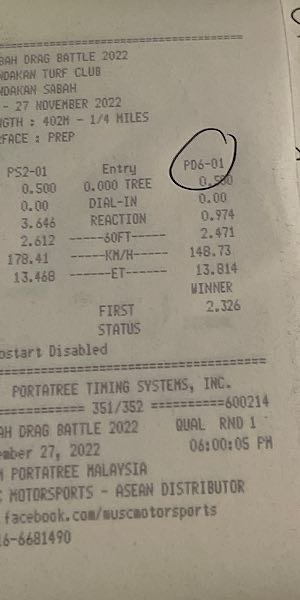 BAH DRAG BATTLE 2022
NDAKAN TURF CLUB
NDAKAN SABAH
- 27 NOVEMBER 2022
NGTH : 402M - 1/4 MILES
RFACE : PREP
PS2-01 Entry PD6-01
0.500 0.000 TREE 0.500
0.00 DIAL-IN 0.00
3.646 REACTION 0.974
2.612 -----60FT----- 2.471
178.41 -----KM/H----- 148.73
13.468 ------ET------ 13.814
WINNER
FIRST 2.326
STATUS
ostart Disabled
PORTATREE TIMING SYSTEMS, INC.
=========== 351/352 ==========600214
AH DRAG BATTLE 2022 QUAL RND 1
ember 27, 2022 06:00:05 PM
M PORTATREE MALAYSIA
C MOTORSPORTS - ASEAN DISTRIBUTOR
facebook.com/muscmotorsports
16-6681490